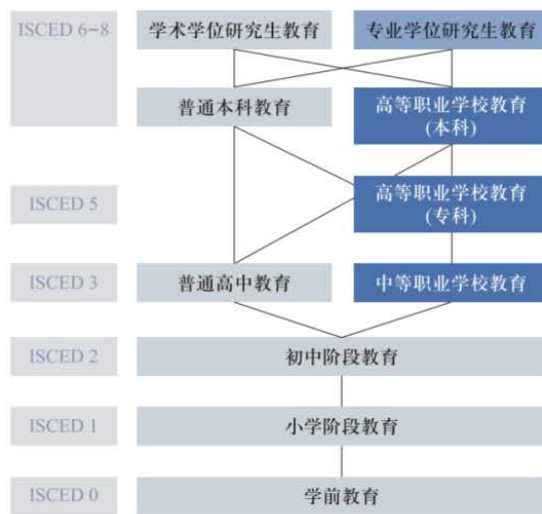 ISCED 6-8
学术学位研究生教育
专业学位研究生教育
普通本科教育
高等职业学校教育
(本科)
ISCED 5
高等职业学校教育
(专科)
ISCED 3
普通高中教育
中等职业学校教育
ISCED 2
初中阶段教育
ISCED 1
小学阶段教育
ISCED 0
学前教育